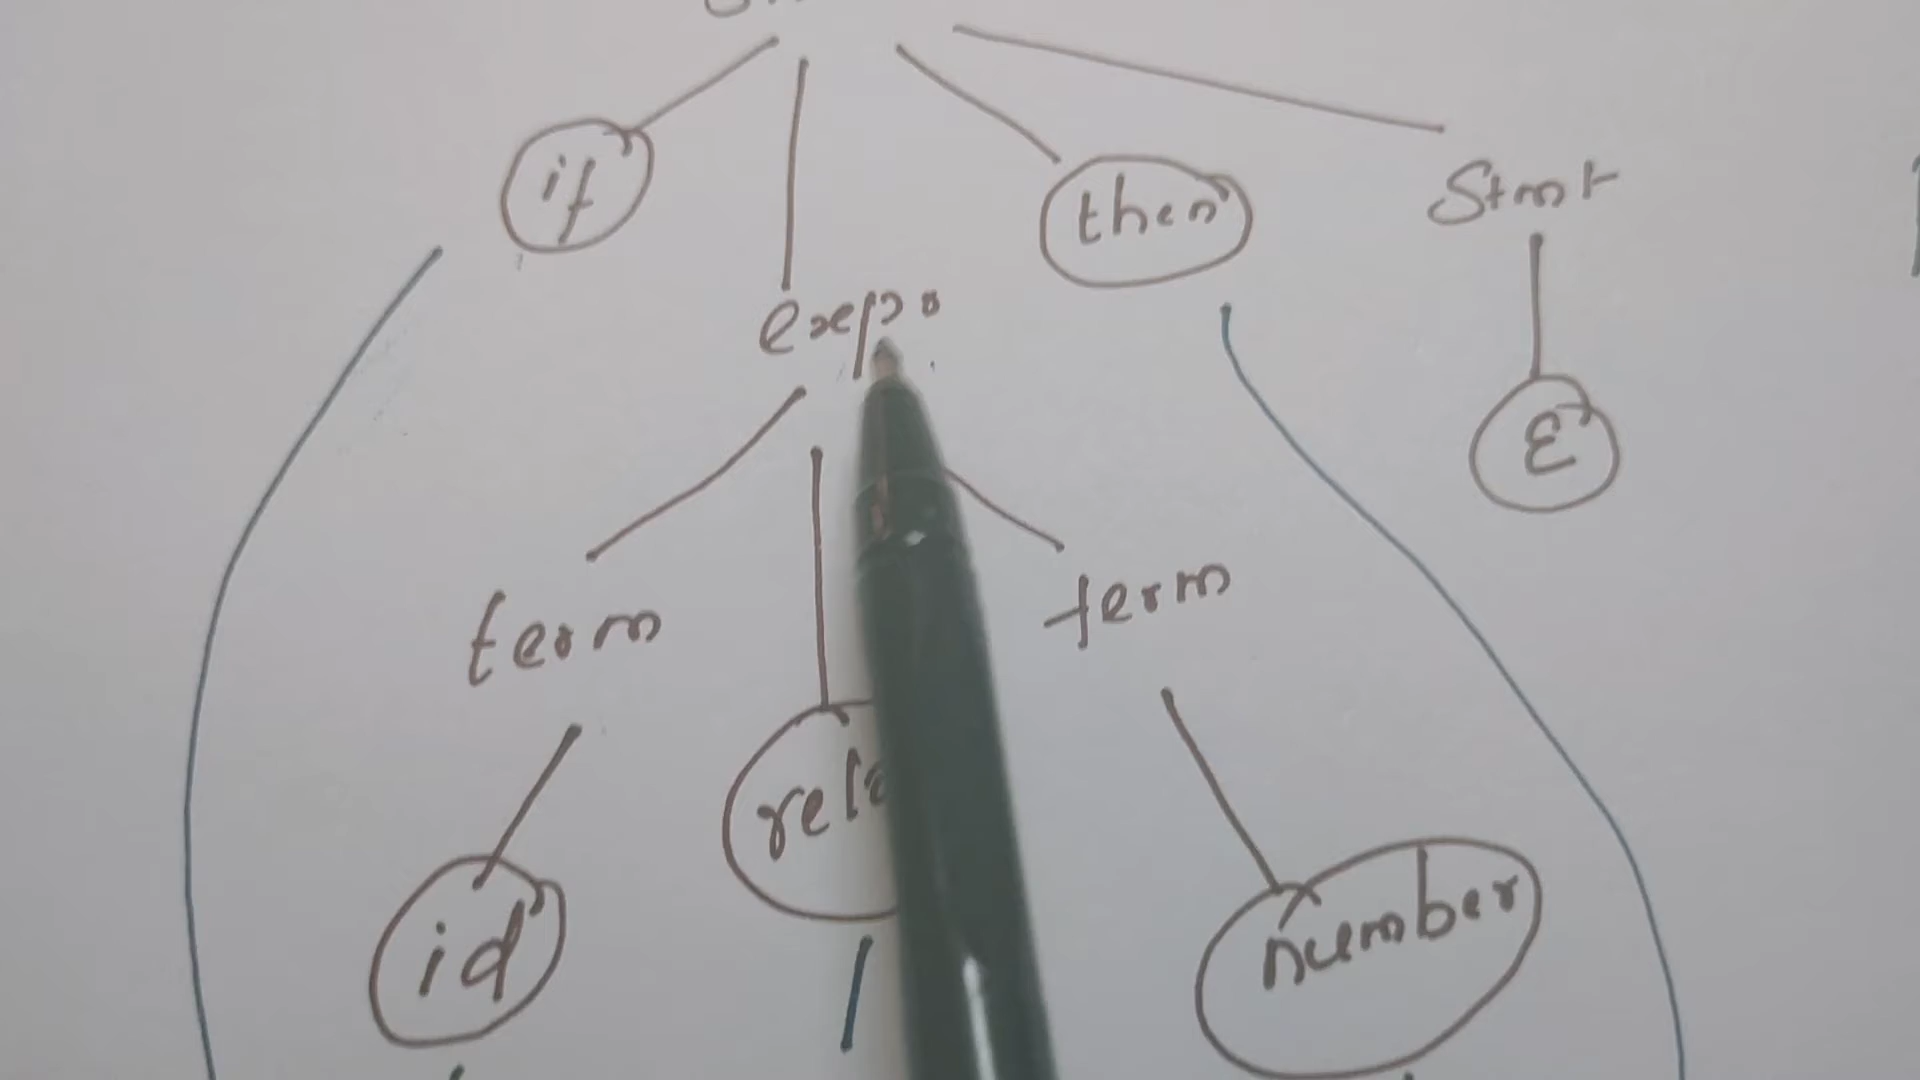 if
then
Stmt
expr
ε
term
term
number
id